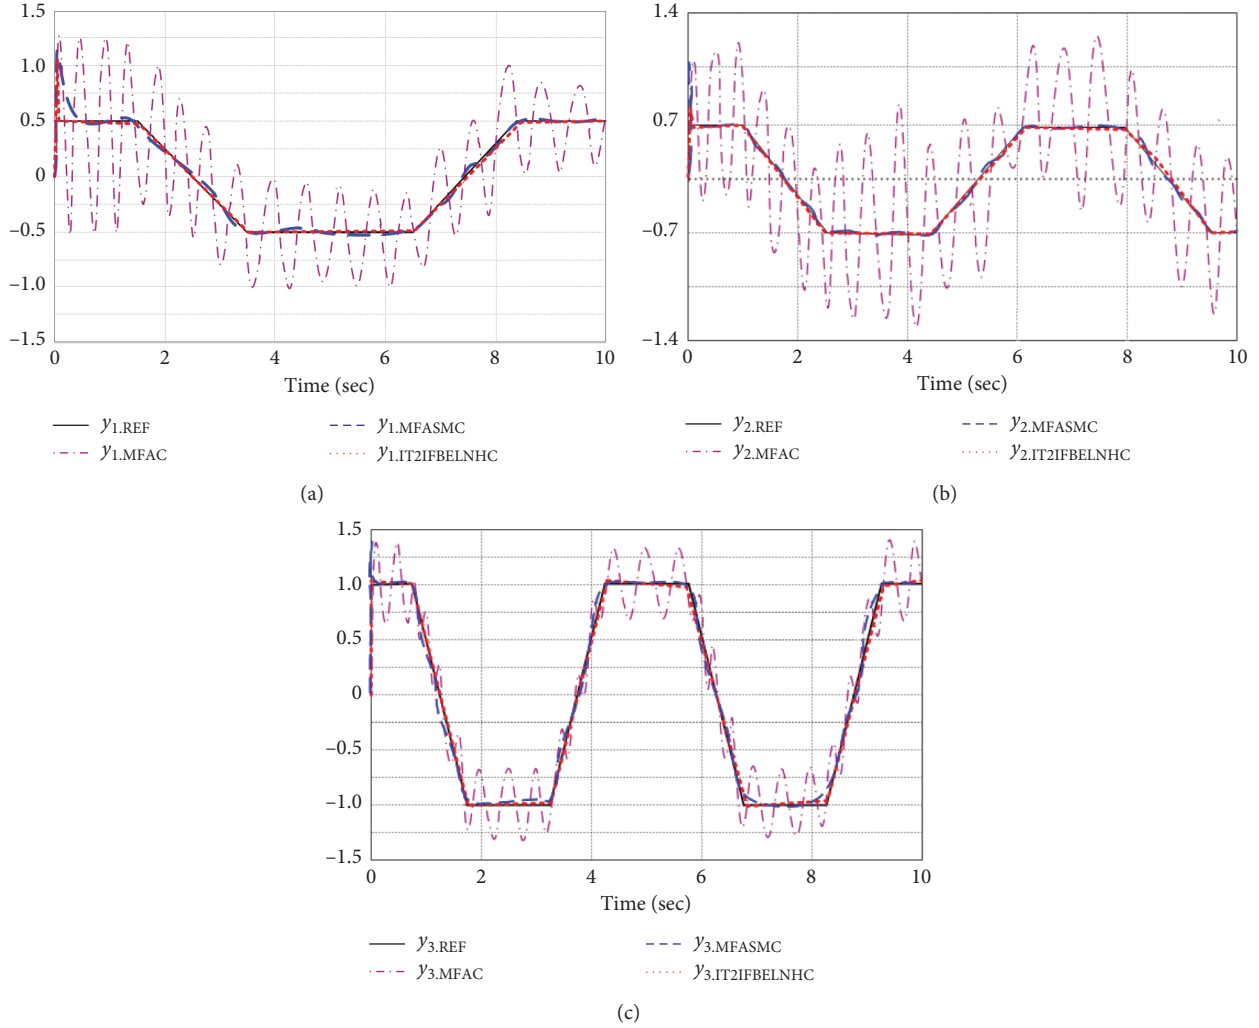 1.5
1.0
0.5
0
−0.5
−1.0
−1.5
0 2 4 6 8 10
Time (sec)
y1.REF y1.MFASMC
y1.MFAC y1.IT2IFBELNHC
(a)
1.4
0.7
−0.7
−1.4
0 2 4 6 8 10
Time (sec)
y2.REF y2.MFASMC
y2.MFAC y2.IT2IFBELNHC
(b)
1.5
1.0
0.5
0
−0.5
−1.0
−1.5
0 2 4 6 8 10
Time (sec)
y3.REF y3.MFASMC
y3.MFAC y3.IT2IFBELNHC
(c)